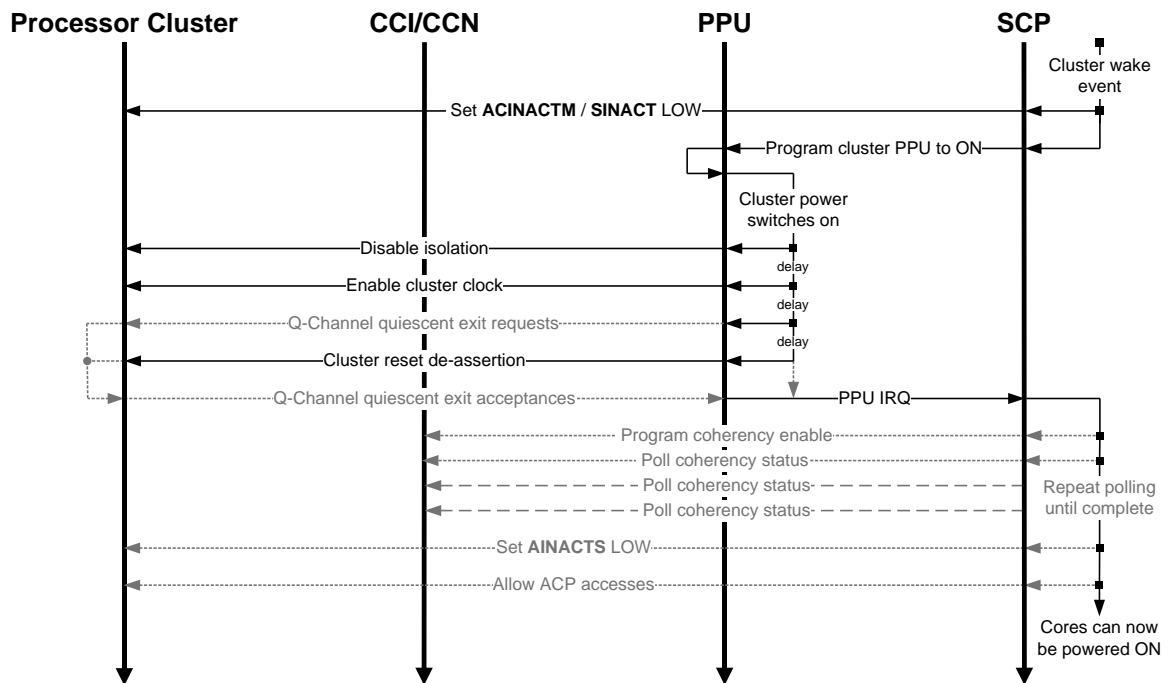 Processor Cluster
CCI/CCN
PPU
SCP
Cluster wake
event
Set ACINACTM / SINACT LOW
Program cluster PPU to ON
Cluster power
switches on
Disable isolation
delay
Enable cluster clock
delay
Q-Channel quiescent exit requests
delay
Cluster reset de-assertion
Q-Channel quiescent exit acceptances
PPU IRQ
Program coherency enable
Poll coherency status
Poll coherency status
Repeat polling
until complete
Poll coherency status
Set AINACTS LOW
Allow ACP accesses
Cores can now
be powered ON